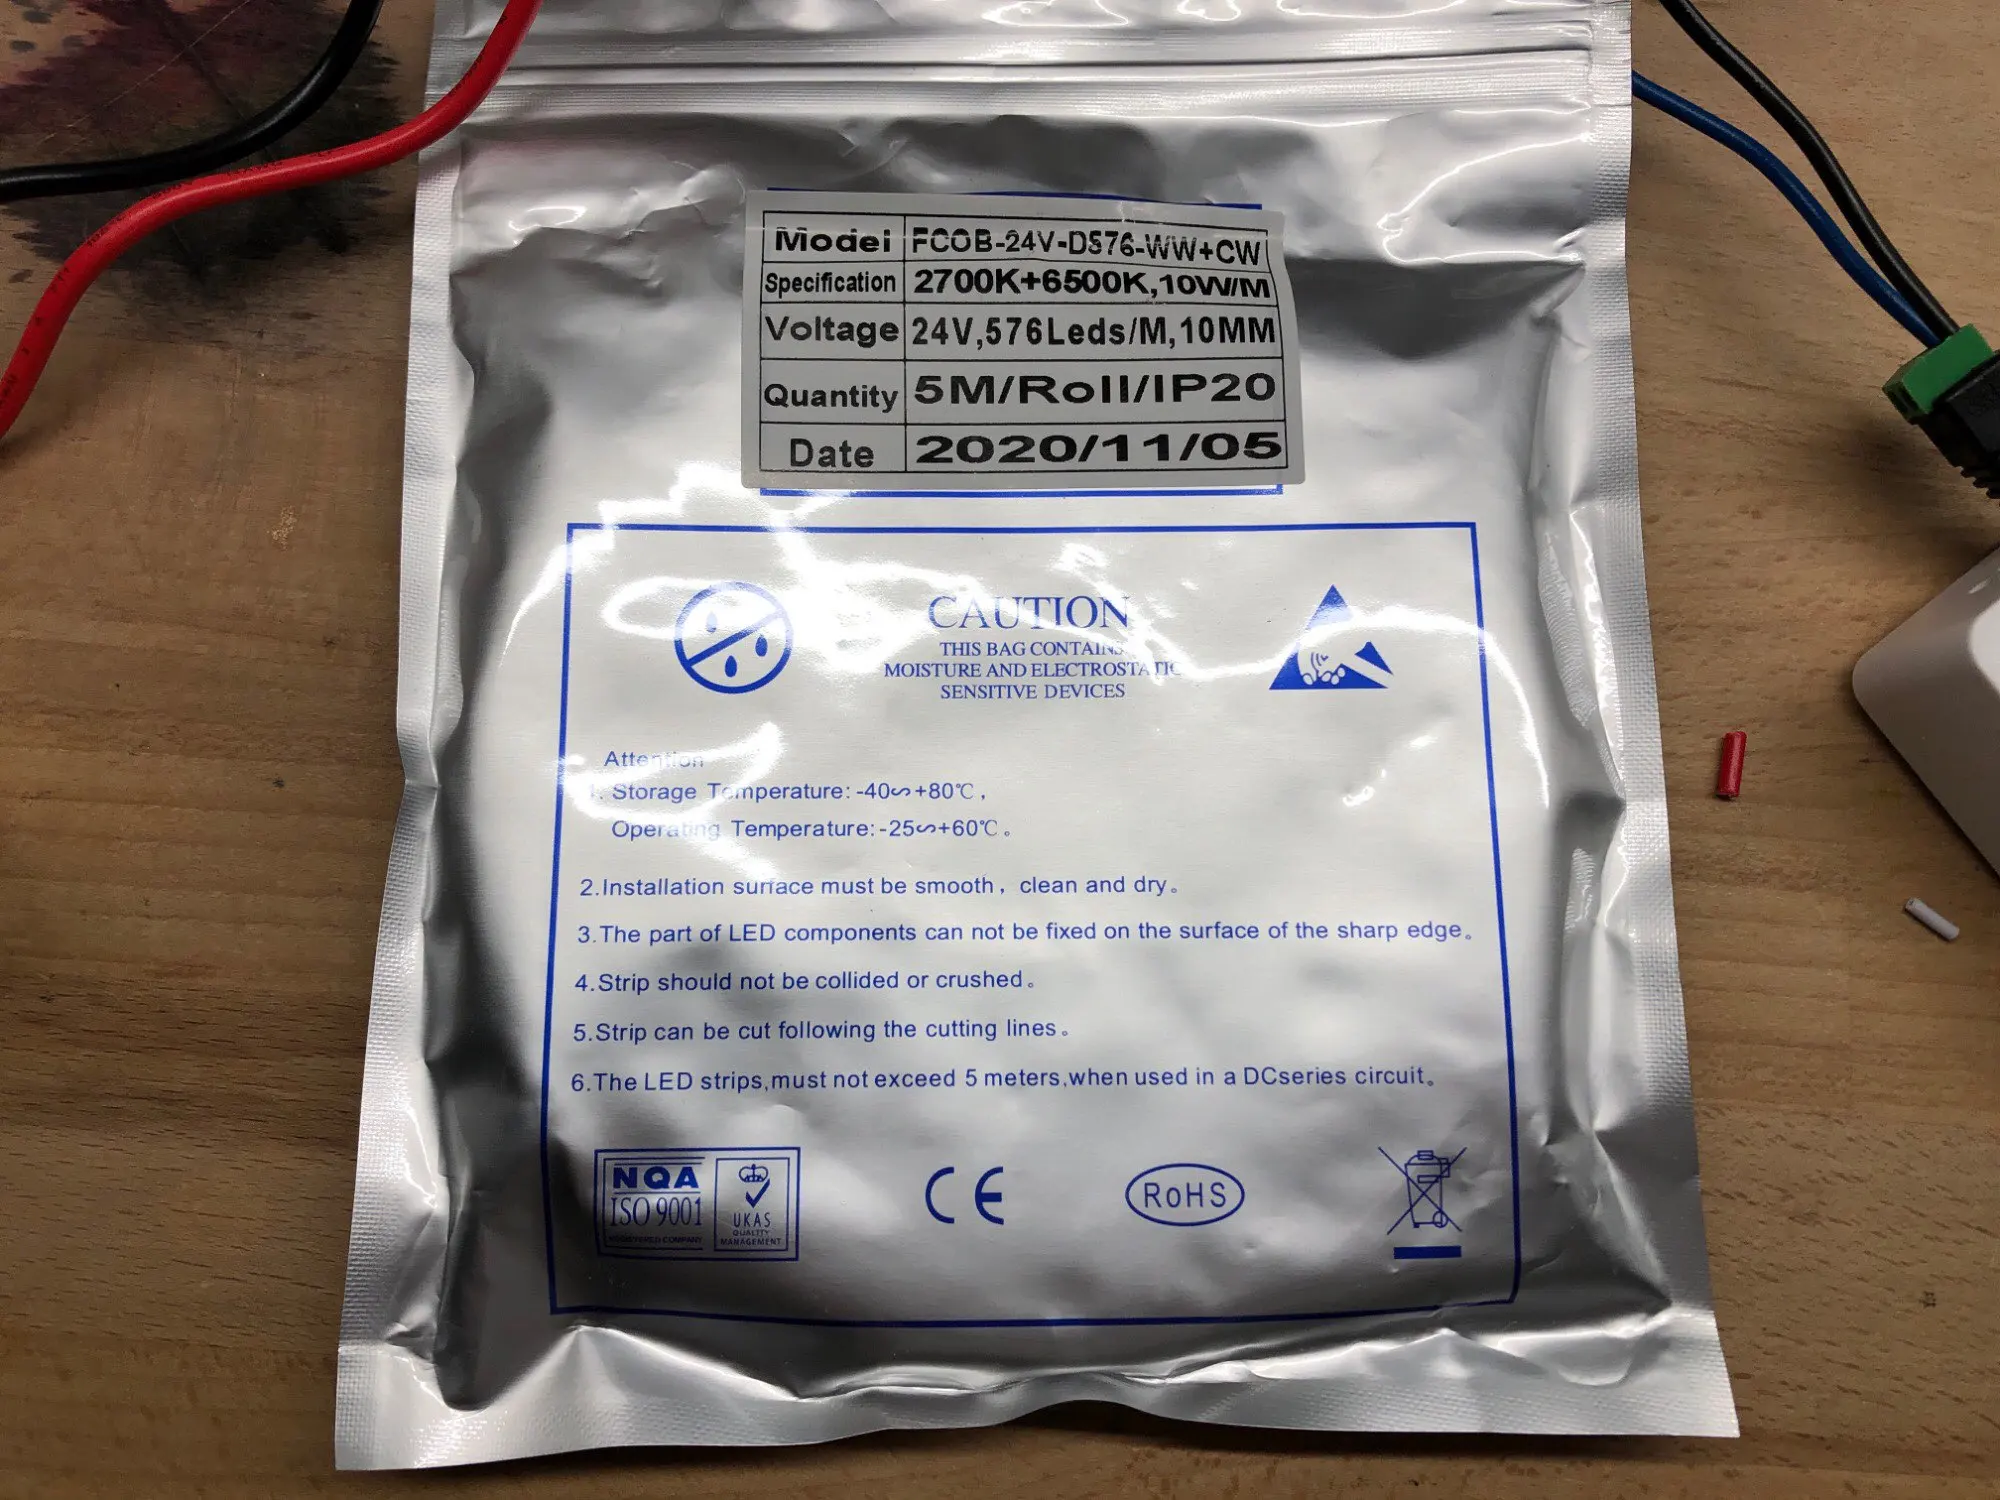 Model FCOB-24V-D576-WW+CW
Specification 2700K+6500K,10W/M
Voltage 24V,576Leds/M,10MM
Quantity 5M/Roll/IP20
Date 2020/11/05
CAUTION
THIS BAG CONTAINS
MOISTURE AND ELECTROSTATIC
SENSITIVE DEVICES
Attention
1. Storage Temperature:-40∽+80℃,
Operating Temperature:-25∽+60℃。
2.Installation surface must be smooth, clean and dry。
3.The part of LED components can not be fixed on the surface of the sharp edge。
4.Strip should not be collided or crushed。
5.Strip can be cut following the cutting lines。
6.The LED strips,must not exceed 5 meters,when used in a DCseries circuit。
NQA
ISO 9001
REGISTERED COMPANY
UKAS
QUALITY
MANAGEMENT
CE
RoHS